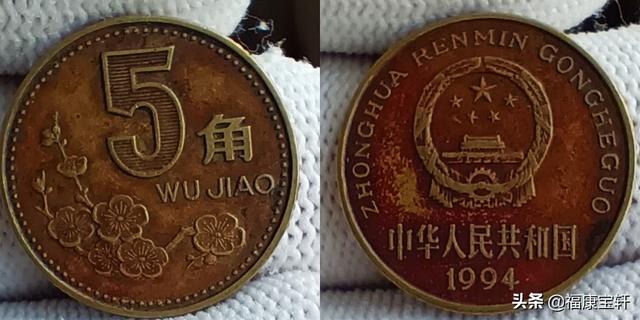 5角
WU JIAO
ZHONGHUA RENMIN GONGHEGUO
中华人民共和国
1994
头条 @福康宝轩